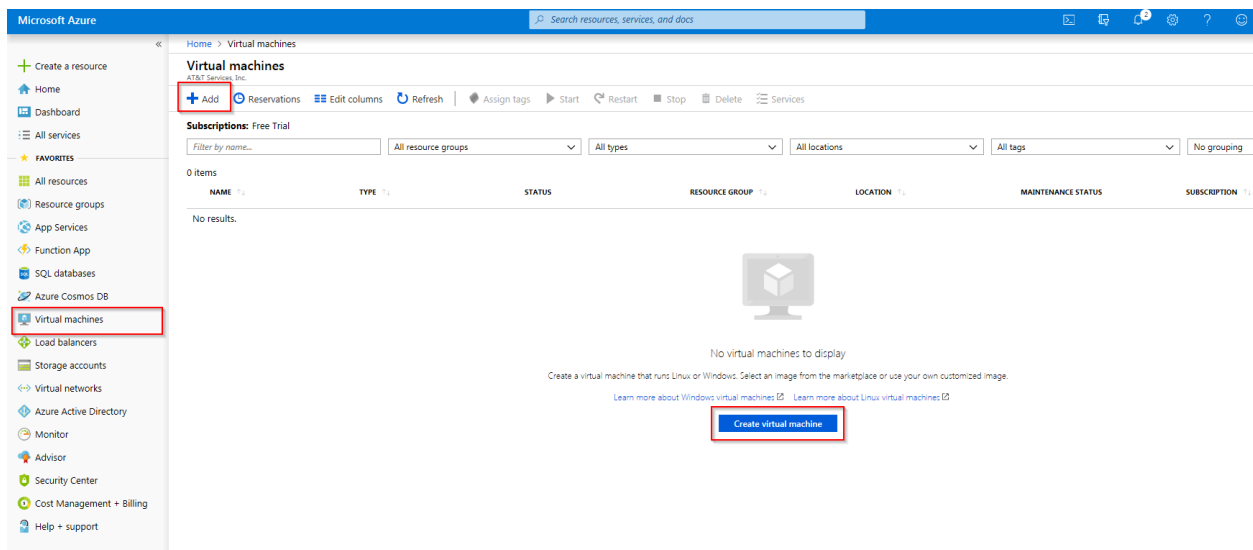 Microsoft Azure
Search resources, services, and docs
2
Create a resource
Home
Dashboard
All services
FAVORITES
All resources
Resource groups
App Services
Function App
SQL databases
Azure Cosmos DB
Virtual machines
Load balancers
Storage accounts
Virtual networks
Azure Active Directory
Monitor
Advisor
Security Center
Cost Management + Billing
Help + support
Home > Virtual machines
Virtual machines
AT&T Services, Inc.
Add Reservations Edit columns Refresh Assign tags Start Restart Stop Delete Services
Subscriptions: Free Trial
Filter by name... All resource groups All types All locations All tags No grouping
0 items
NAME TYPE STATUS RESOURCE GROUP LOCATION MAINTENANCE STATUS SUBSCRIPTION
No results.
No virtual machines to display
Create a virtual machine that runs Linux or Windows. Select an image from the marketplace or use your own customized image.
Learn more about Windows virtual machines Learn more about Linux virtual machines
Create virtual machine